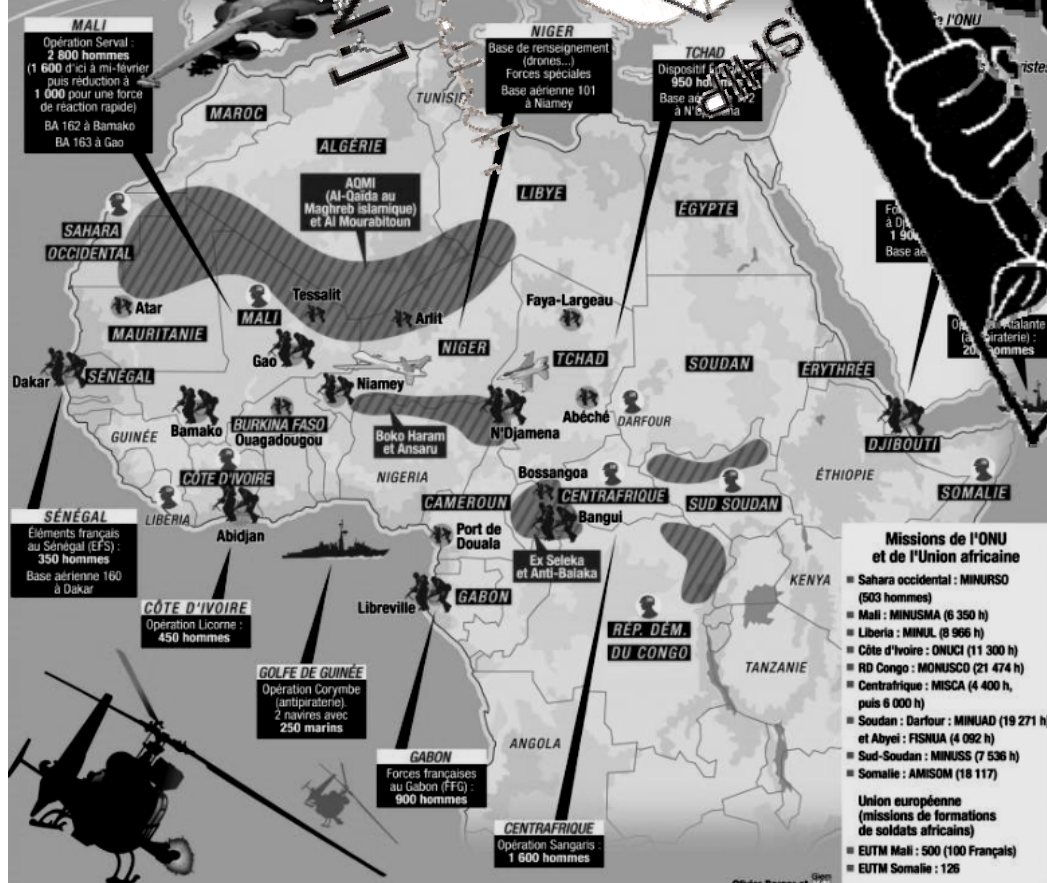 MALI
Opération Serval :
2 800 hommes
(1 600 d'ici à mi-février
puis réduction à
1 000 pour une force
de réaction rapide)
BA 162 à Bamako
BA 163 à Gao
NIGER
Base de renseignement
(drones...)
Forces spéciales
Base aérienne 101
à Niamey
TCHAD
Dispositif
950
à
SHIP
de l'ONU
MAROC
TUNISIE
ALGÉRIE
LIBYE
ÉGYPTE
AQMI
(Al-Qaïda au
Maghreb islamique)
et Al Mourabitoun
SAHARA
OCCIDENTAL
à
Base
Atalante
hommes
Atar
MAURITANIE
MALI
Tessalit
Arlit
Faya-Largeau
Gao
NIGER
TCHAD
SOUDAN
ÉRYTHRÉE
Dakar
SÉNÉGAL
Niamey
Abéché
DARFOUR
GUINÉE
Bamako
BURKINA FASO
Ouagadougou
Boko Haram
et Ansaru
N'Djamena
DJIBOUTI
CÔTE D'IVOIRE
NIGERIA
Bossangoa
ÉTHIOPIE
CAMEROUN
CENTRAFRIQUE
SUD SOUDAN
SOMALIE
LIBÉRIA
Abidjan
Port de
Douala
Bangui
SÉNÉGAL
Éléments français
au Sénégal (EFS) :
350 hommes
Base aérienne 160
à Dakar
Ex Seleka
et Anti-Balaka
KENYA
Libreville
GABON
CÔTE D'IVOIRE
Opération Licorne :
450 hommes
RÉP. DÉM.
DU CONGO
TANZANIE
GOLFE DE GUINÉE
Opération Corymbe
(antipiraterie).
2 navires avec
250 marins
ANGOLA
GABON
Forces françaises
au Gabon (FFG) :
900 hommes
CENTRAFRIQUE
Opération Sangaris :
1 600 hommes
Missions de l'ONU
et de l'Union africaine
Sahara occidental : MINURSO
(503 hommes)
Mali : MINUSMA (6 350 h)
Liberia : MINUL (8 966 h)
Côte d'Ivoire : ONUCI (11 300 h)
RD Congo : MONUSCO (21 474 h)
Centrafrique : MISCA (4 400 h,
puis 6 000 h)
Soudan : Darfour : MINUAD (19 271 h)
et Abyei : FISNUA (4 092 h)
Sud-Soudan : MINUSS (7 536 h)
Somalie : AMISOM (18 117)
Union européenne
(missions de formations
de soldats africains)
EUTM Mali : 500 (100 Français)
EUTM Somalie : 126